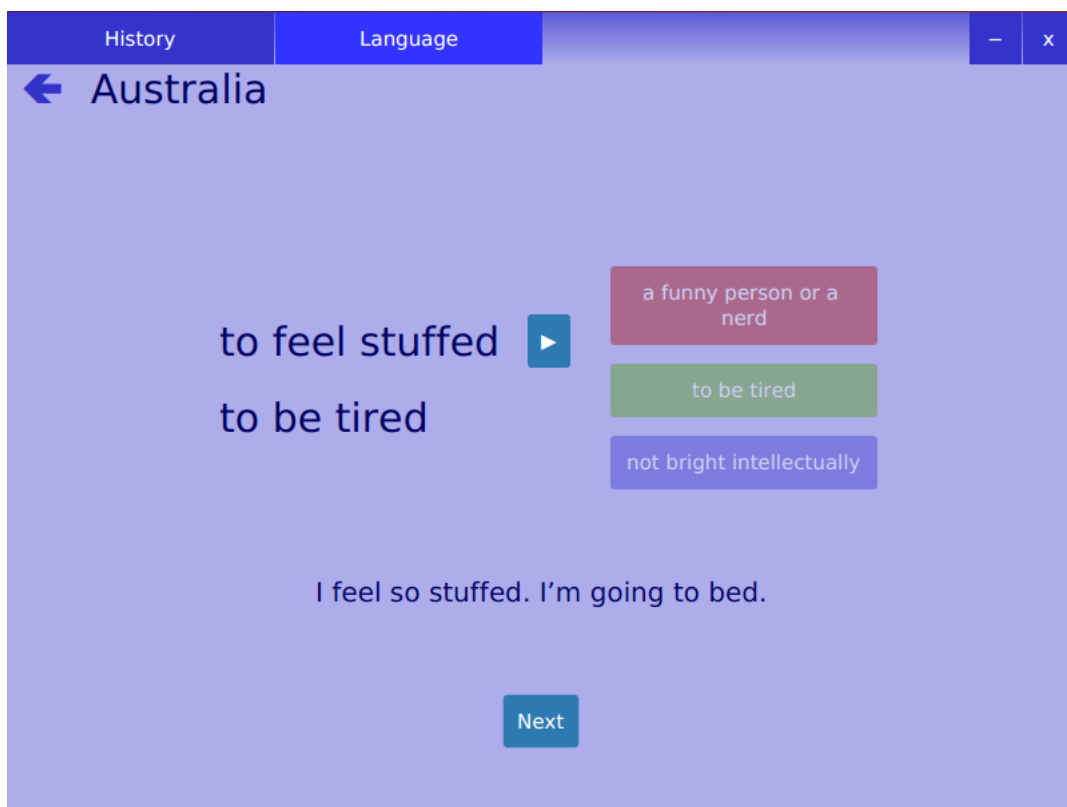 History
Language
– x
Australia
to feel stuffed
to be tired
a funny person or a
nerd
to be tired
not bright intellectually
I feel so stuffed. I’m going to bed.
Next